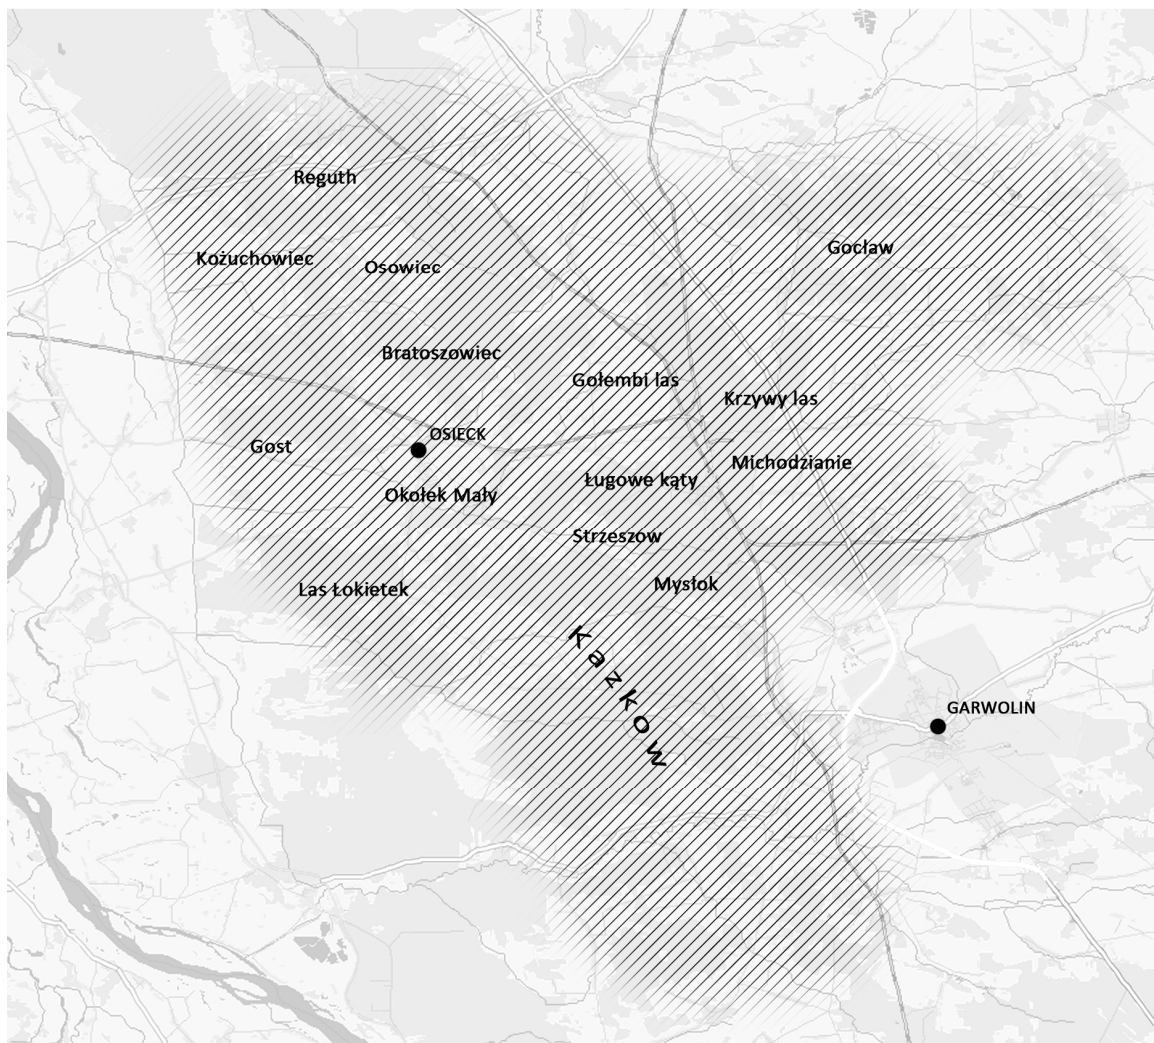 Reguth
Gocław
Kożuchowiec
Osowiec
Bratoszowiec
Gołembi las
Krzywy las
OSIECK
Gost
Michodzianie
Ługowe kąty
Okołek Mały
Strzeszow
Mysłok
Las Łokietek
Kazkow
GARWOLIN